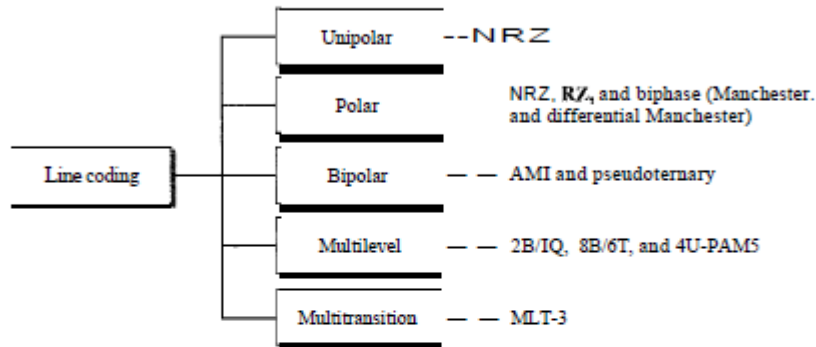 Unipolar --NRZ
Polar NRZ, RZ, and biphase (Manchester.
and differential Manchester)
Line coding
Bipolar — — AMI and pseudoternary
Multilevel — — 2B/IQ, 8B/6T, and 4U-PAM5
Multitransition — — MLT-3